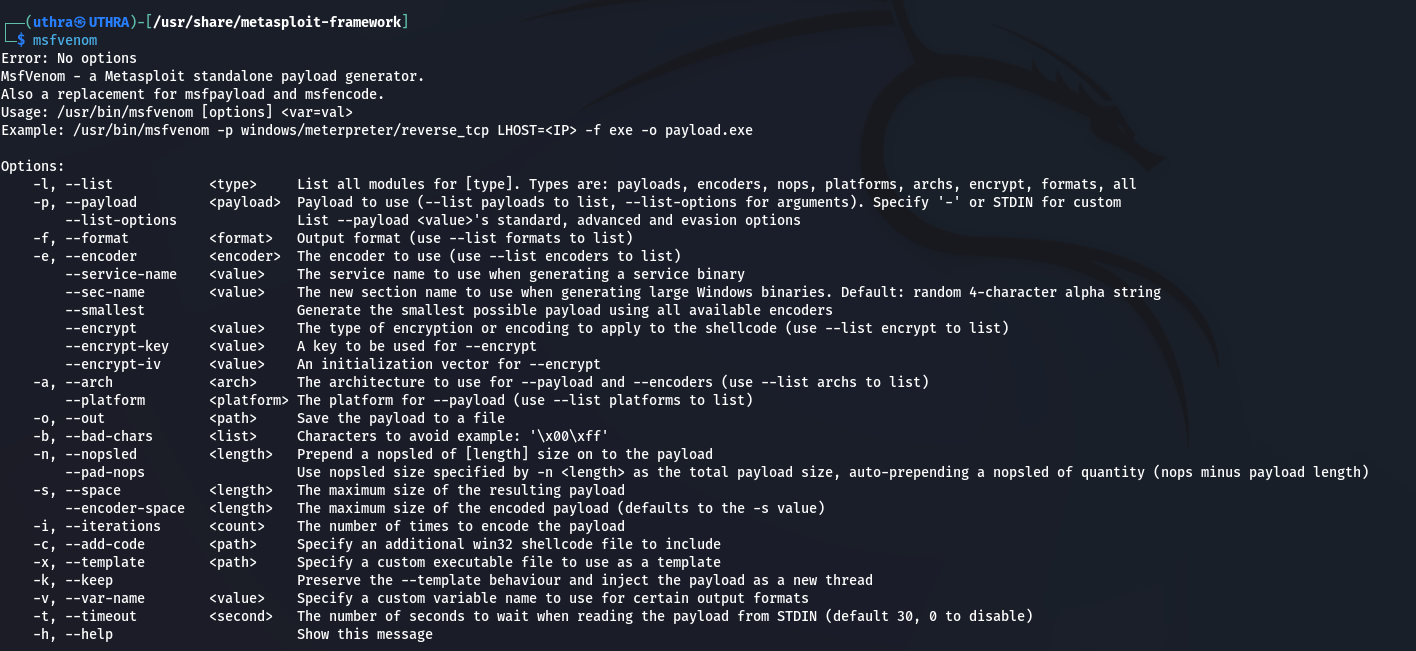 ┌──(uthra㉿UTHRA)-[/usr/share/metasploit-framework]
└─$ msfvenom
Error: No options
MsfVenom - a Metasploit standalone payload generator.
Also a replacement for msfpayload and msfencode.
Usage: /usr/bin/msfvenom [options] <var=val>
Example: /usr/bin/msfvenom -p windows/meterpreter/reverse_tcp LHOST=<IP> -f exe -o payload.exe

Options:
    -l, --list            <type>     List all modules for [type]. Types are: payloads, encoders, nops, platforms, archs, encrypt, formats, all
    -p, --payload         <payload>  Payload to use (--list payloads to list, --list-options for arguments). Specify '-' or STDIN for custom
        --list-options               List --payload <value>'s standard, advanced and evasion options
    -f, --format          <format>   Output format (use --list formats to list)
    -e, --encoder         <encoder>  The encoder to use (use --list encoders to list)
        --service-name    <value>    The service name to use when generating a service binary
        --sec-name        <value>    The new section name to use when generating large Windows binaries. Default: random 4-character alpha string
        --smallest                   Generate the smallest possible payload using all available encoders
        --encrypt         <value>    The type of encryption or encoding to apply to the shellcode (use --list encrypt to list)
        --encrypt-key     <value>    A key to be used for --encrypt
        --encrypt-iv      <value>    An initialization vector for --encrypt
    -a, --arch            <arch>     The architecture to use for --payload and --encoders (use --list archs to list)
        --platform        <platform> The platform for --payload (use --list platforms to list)
    -o, --out             <path>     Save the payload to a file
    -b, --bad-chars       <list>     Characters to avoid example: '\x00\xff'
    -n, --nopsled         <length>   Prepend a nopsled of [length] size on to the payload
        --pad-nops                   Use nopsled size specified by -n <length> as the total payload size, auto-prepending a nopsled of quantity (nops minus payload length)
    -s, --space           <length>   The maximum size of the resulting payload
        --encoder-space   <length>   The maximum size of the encoded payload (defaults to the -s value)
    -i, --iterations      <count>    The number of times to encode the payload
    -c, --add-code        <path>     Specify an additional win32 shellcode file to include
    -x, --template        <path>     Specify a custom executable file to use as a template
    -k, --keep                       Preserve the --template behaviour and inject the payload as a new thread
    -v, --var-name        <value>    Specify a custom variable name to use for certain output formats
    -t, --timeout         <second>   The number of seconds to wait when reading the payload from STDIN (default 30, 0 to disable)
    -h, --help                       Show this message